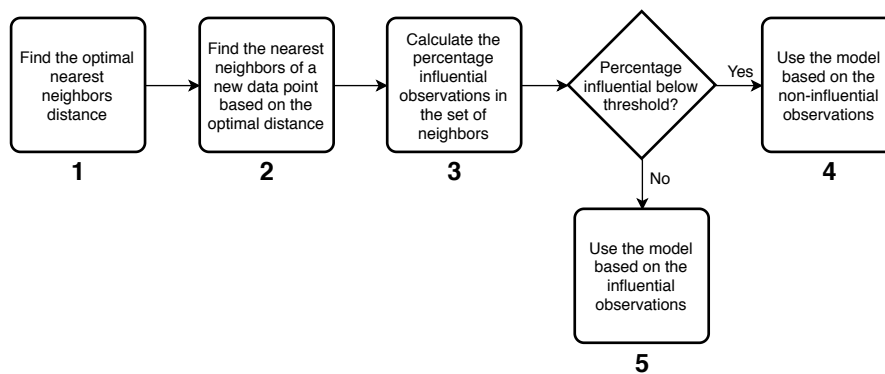 Find the optimal
nearest
neighbors
distance
1
Find the nearest
neighbors of a
new data point
based on the
optimal distance
2
Calculate the
percentage
influential
observations in
the set of
neighbors
3
Percentage
influential below
threshold?
Yes
Use the model
based on the
non-influential
observations
4
No
Use the model
based on the
influential
observations
5